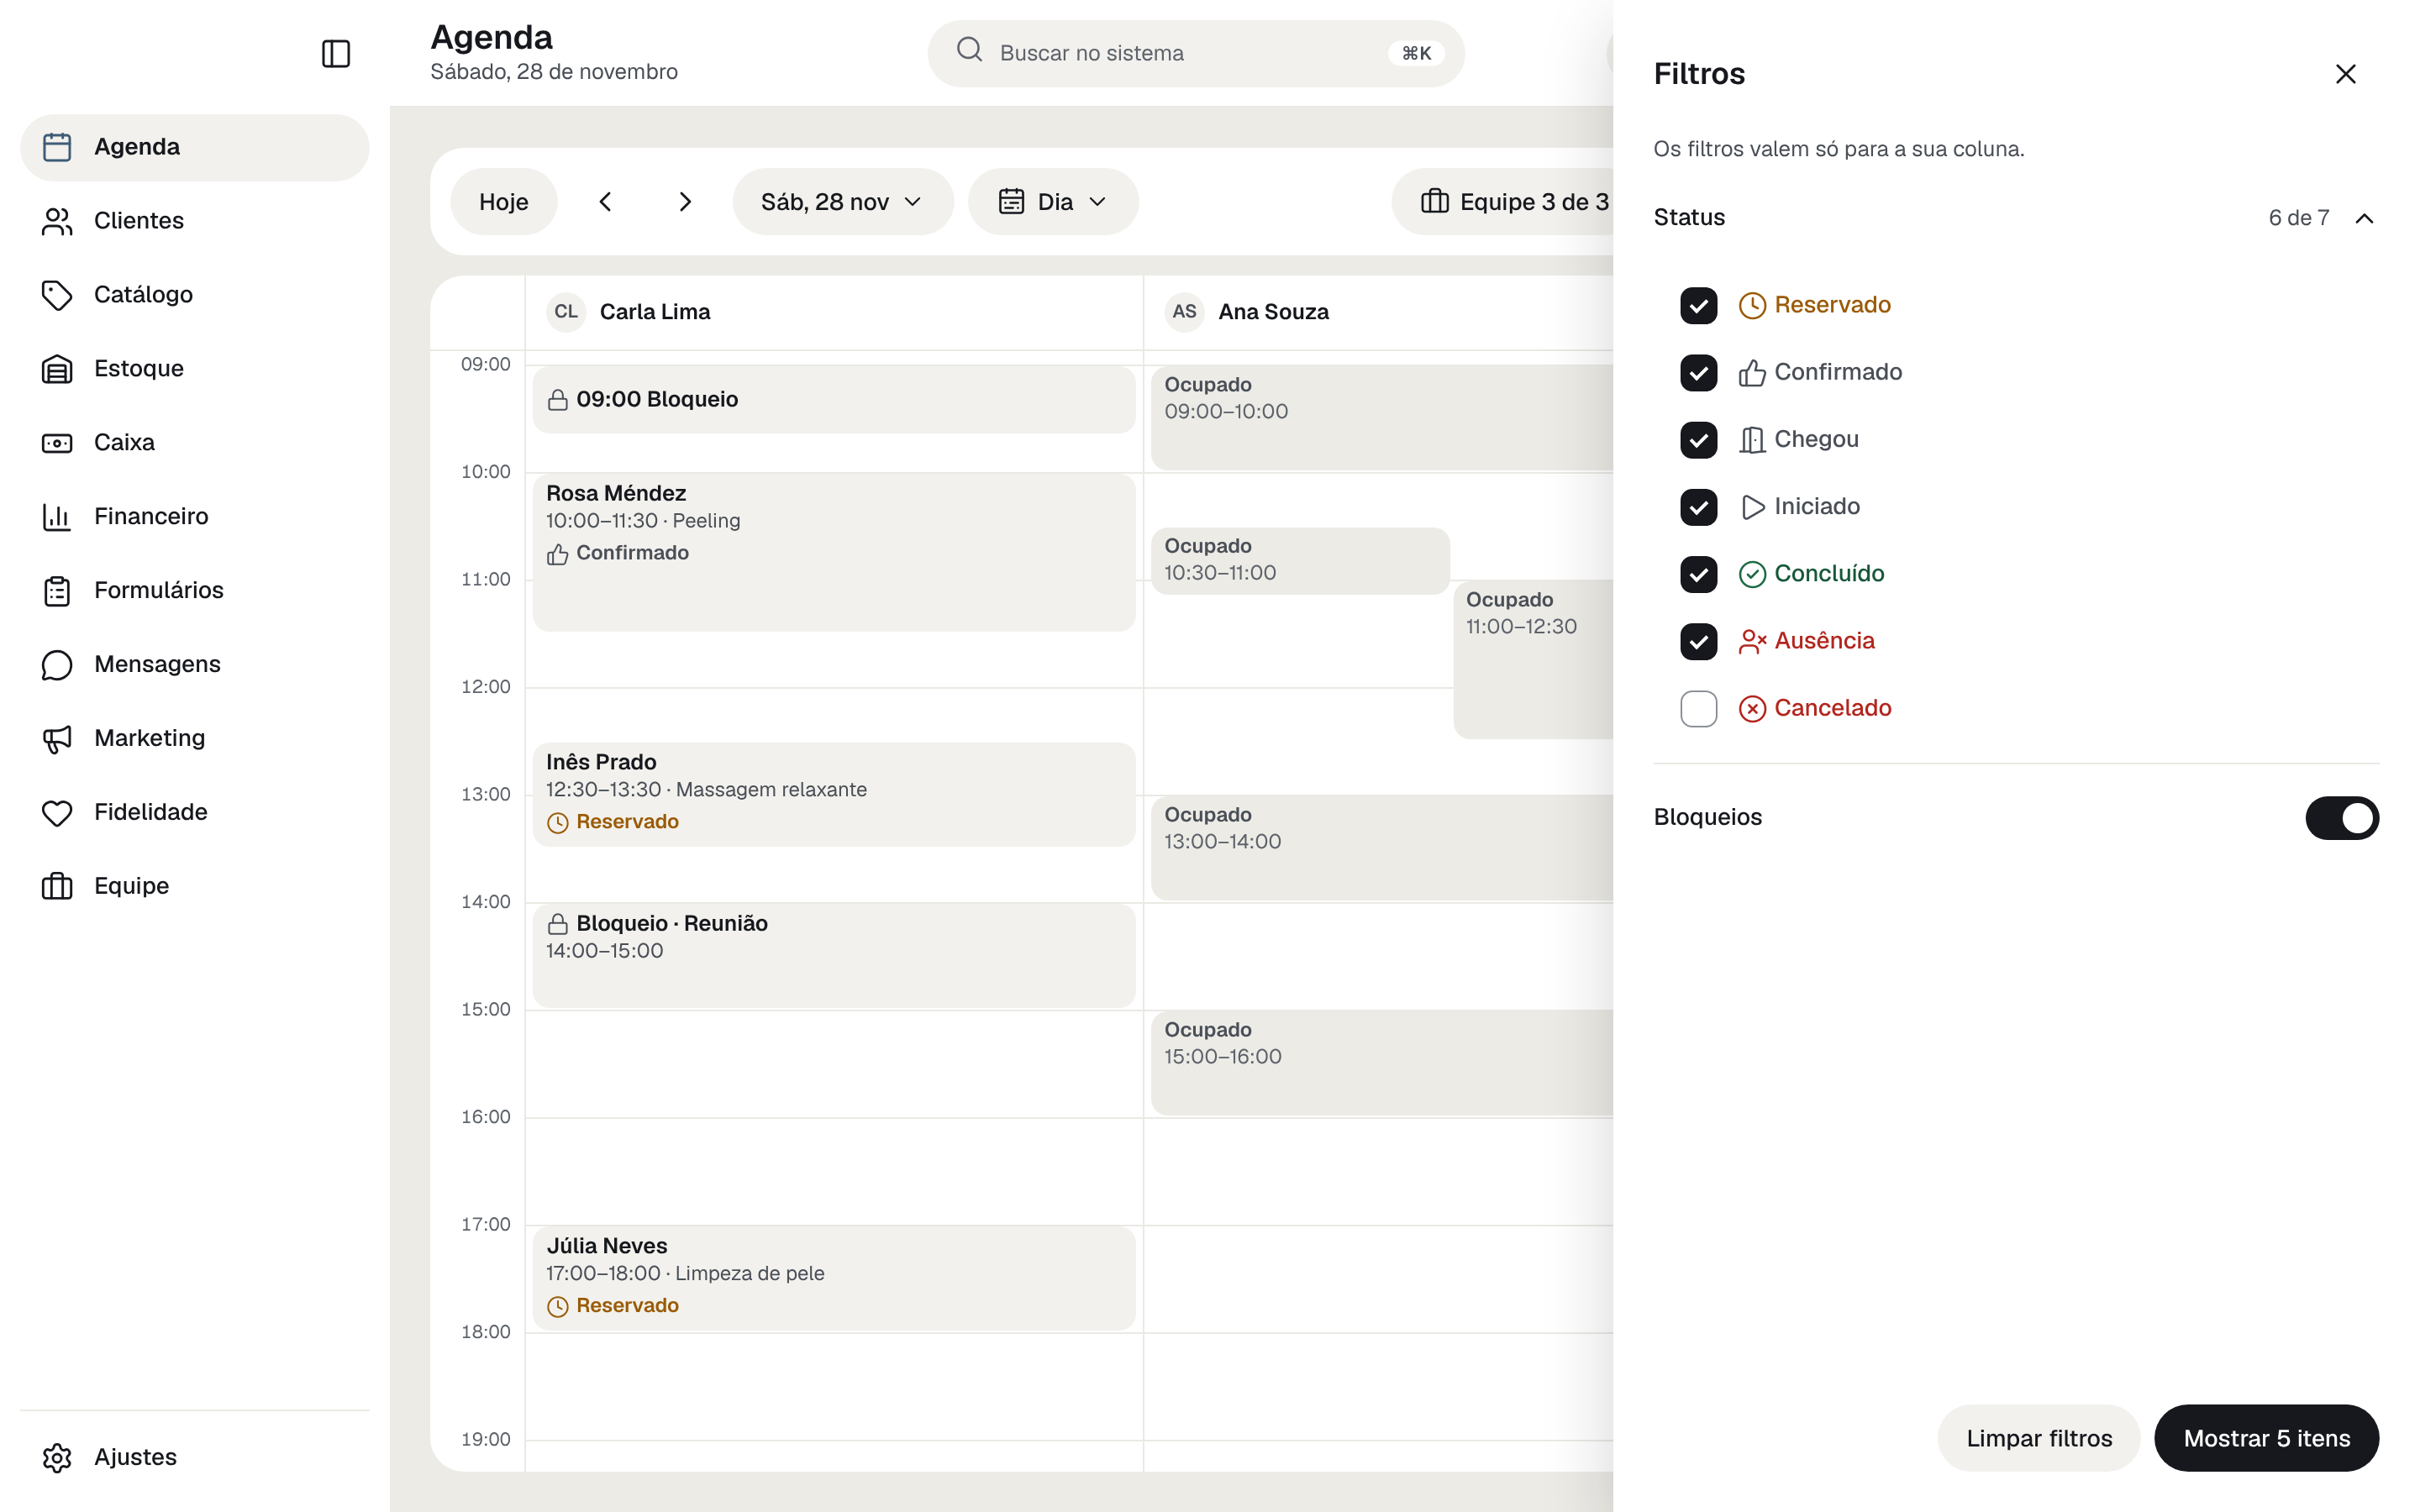 Agenda
Clientes
Catálogo
Estoque
Caixa
Financeiro
Formulários
Mensagens
Marketing
Fidelidade
Equipe
Ajustes
Agenda
Sábado, 28 de novembro
Buscar no sistema
⌘K
Hoje
Sáb, 28 nov
Dia
Equipe 3 de 3
CL
Carla Lima
AS
Ana Souza
09:00
10:00
11:00
12:00
13:00
14:00
15:00
16:00
17:00
18:00
19:00
09:00 Bloqueio
Rosa Méndez
10:00–11:30 · Peeling
Confirmado
Inês Prado
12:30–13:30 · Massagem relaxante
Reservado
Bloqueio · Reunião
14:00–15:00
Júlia Neves
17:00–18:00 · Limpeza de pele
Reservado
Ocupado
09:00–10:00
Ocupado
10:30–11:00
Ocupado
11:00–12:30
Ocupado
13:00–14:00
Ocupado
15:00–16:00
Filtros
Os filtros valem só para a sua coluna.
Status
6 de 7
Reservado
Confirmado
Chegou
Iniciado
Concluído
Ausência
Cancelado
Bloqueios
Limpar filtros
Mostrar 5 itens